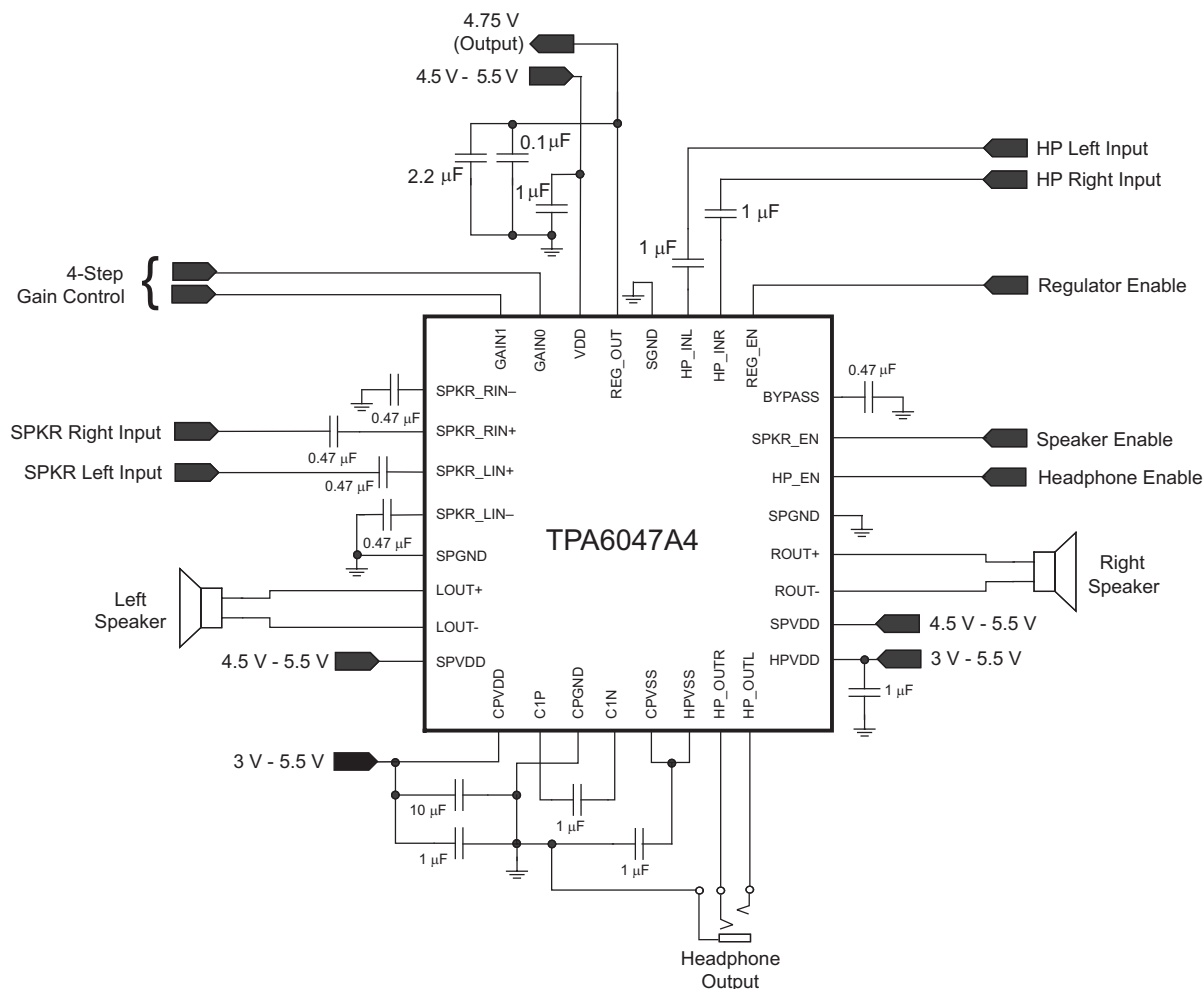 4.75 V
(Output)
4.5 V - 5.5 V
0.1 μF
2.2 μF
1 μF
HP Left Input
HP Right Input
1 μF
1 μF
4-Step
Gain Control
{
Regulator Enable
GAIN1
GAIN0
VDD
REG_OUT
SGND
HP_INL
HP_INR
REG_EN
SPKR_RIN–
0.47 μF
SPKR Right Input
SPKR_RIN+
0.47 μF
SPKR Left Input
SPKR_LIN+
0.47 μF
SPKR_LIN–
0.47 μF
SPGND
Left
Speaker
LOUT+
LOUT-
4.5 V - 5.5 V
SPVDD
TPA6047A4
BYPASS
0.47 μF
SPKR_EN
Speaker Enable
HP_EN
Headphone Enable
SPGND
ROUT+
ROUT-
Right
Speaker
SPVDD
4.5 V - 5.5 V
HPVDD
3 V - 5.5 V
1 μF
CPVDD
C1P
CPGND
C1N
CPVSS
HPVSS
HP_OUTR
HP_OUTL
3 V - 5.5 V
10 μF
1 μF
1 μF
1 μF
Headphone
Output